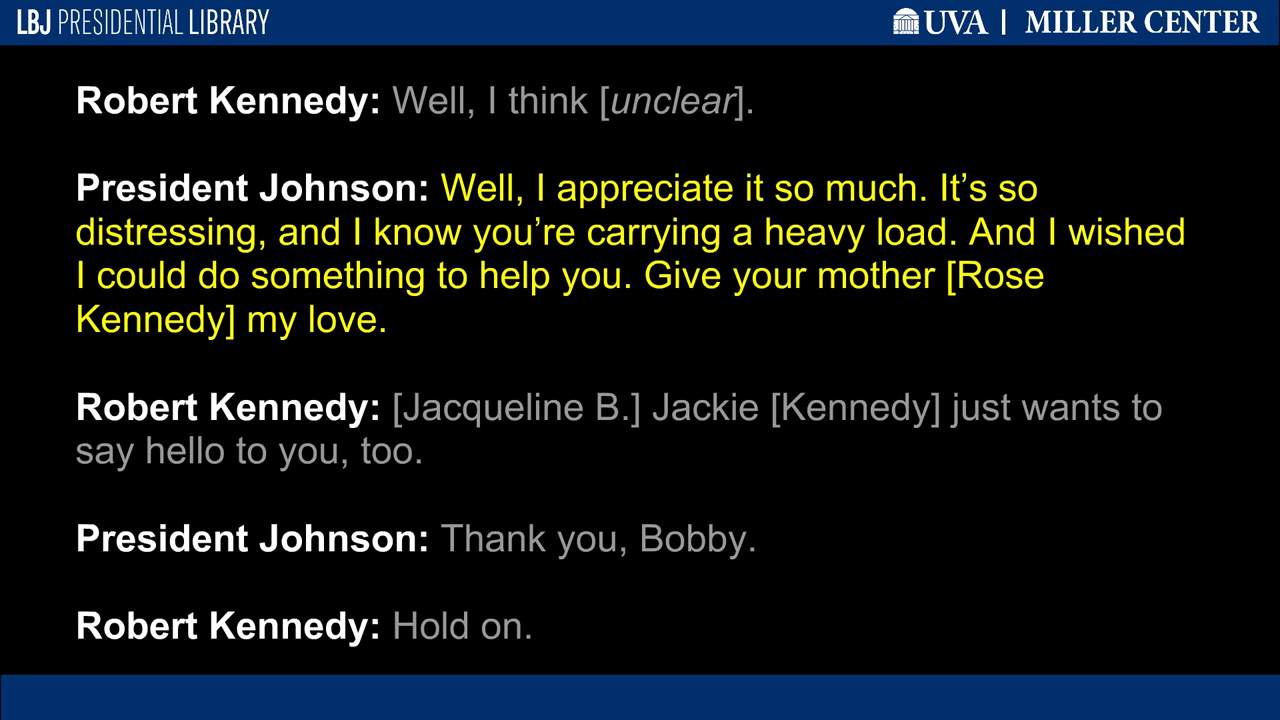 LBJ PRESIDENTIAL LIBRARY
UVA | MILLER CENTER
Robert Kennedy: Well, I think [unclear].
President Johnson: Well, I appreciate it so much. It’s so
distressing, and I know you’re carrying a heavy load. And I wished
I could do something to help you. Give your mother [Rose
Kennedy] my love.
Robert Kennedy: [Jacqueline B.] Jackie [Kennedy] just wants to
say hello to you, too.
President Johnson: Thank you, Bobby.
Robert Kennedy: Hold on.